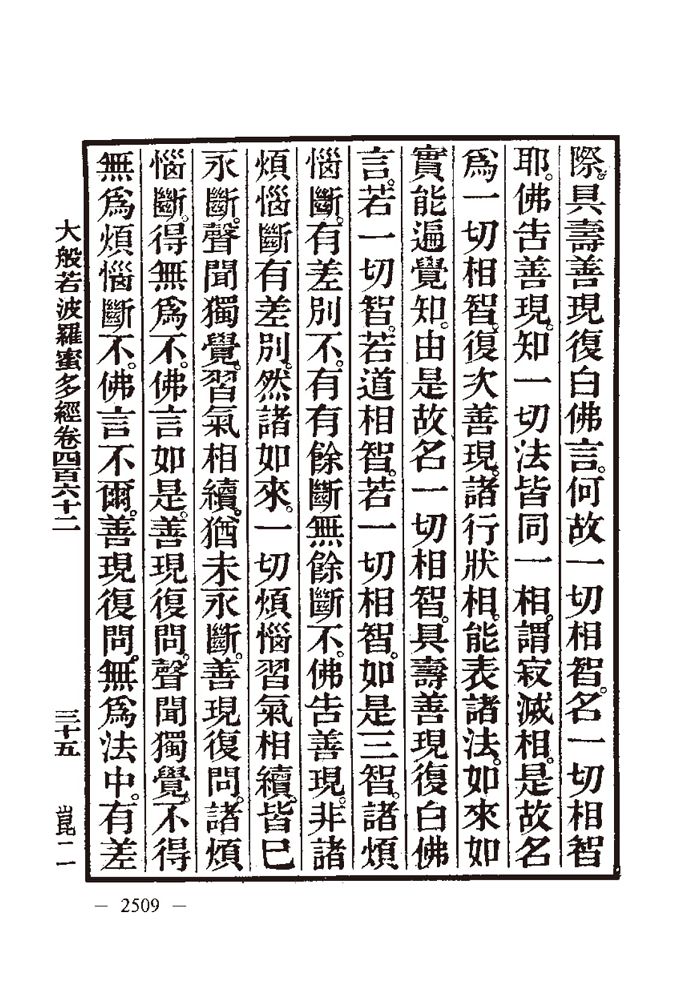 際。具壽善現復白佛言。何故一切相智。名一切相智
耶。佛告善現。知一切法皆同一相。謂寂滅相。是故名
爲一切相智。復次善現。諸行狀相。能表諸法。如來如
實能遍覺知。由是故名一切相智。具壽善現復白佛
言。若一切智。若道相智。若一切相智。如是三智。諸煩
惱斷。有差別不。有有餘斷無餘斷不。佛告善現。非諸
煩惱斷有差別。然諸如來。一切煩惱習氣相續。皆已
永斷。聲聞獨覺。習氣相續。猶未永斷。善現復問。諸煩
惱斷。得無爲不。佛言如是。善現復問。聲聞獨覺。不得
無爲煩惱斷不。佛言不爾。善現復問。無爲法中。有差
大般若波羅蜜多經卷四百六十二 三十五 崑二
— 2509 —